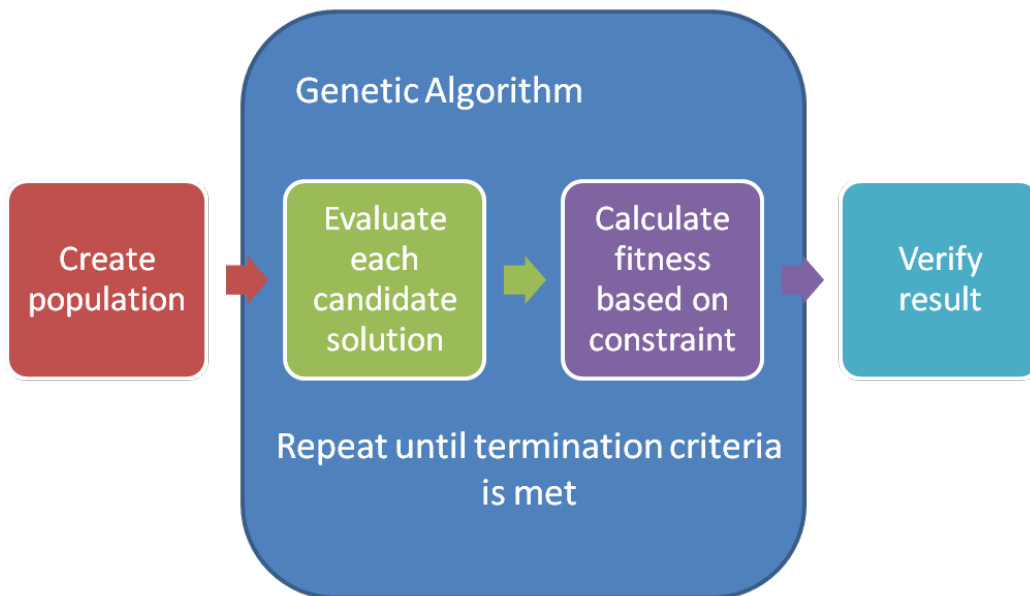 Genetic Algorithm
Create
population
Evaluate
each
candidate
solution
Calculate
fitness
based on
constraint
Verify
result
Repeat until termination criteria
is met